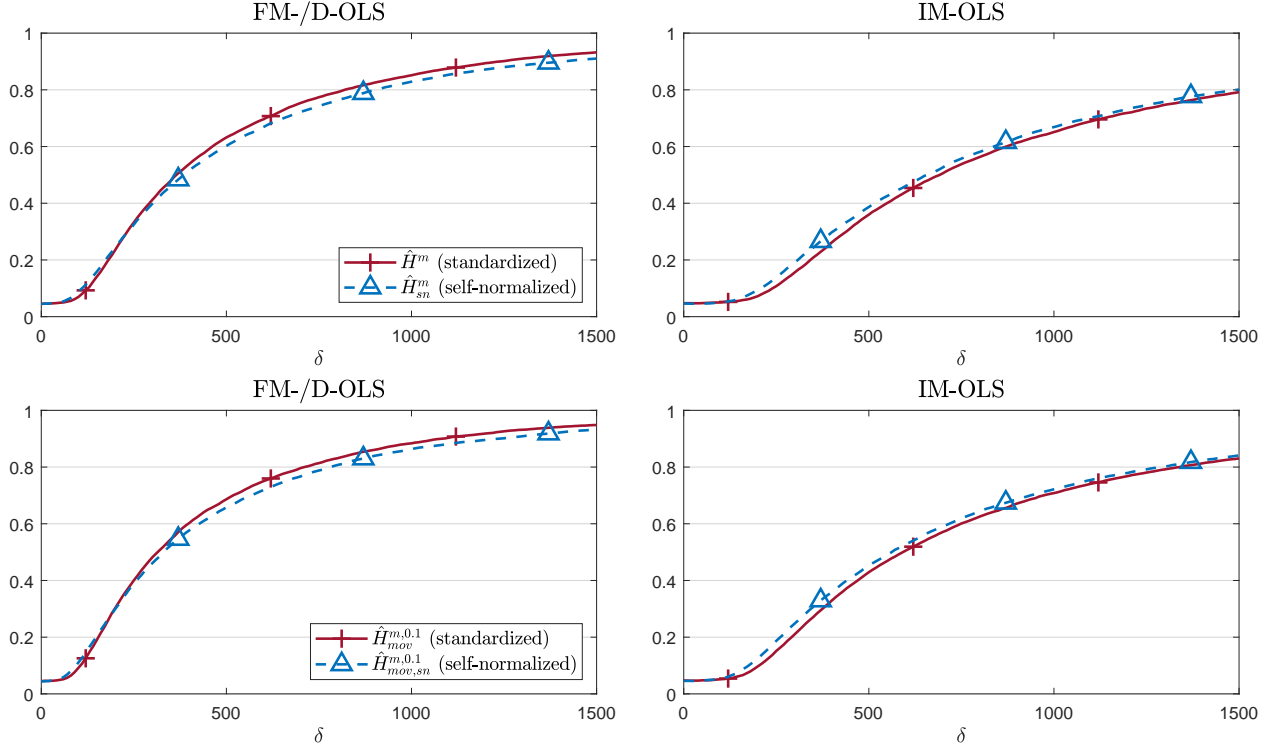 FM-/D-OLS
IM-OLS
1
0.8
0.6
0.4
0.2
0
0 500 1000 1500
δ
Ĥ^m (standardized)
Ĥ^m_sn (self-normalized)
1
0.8
0.6
0.4
0.2
0
0 500 1000 1500
δ
FM-/D-OLS
IM-OLS
1
0.8
0.6
0.4
0.2
0
0 500 1000 1500
δ
Ĥ^{m,0.1}_{mov} (standardized)
Ĥ^{m,0.1}_{mov,sn} (self-normalized)
1
0.8
0.6
0.4
0.2
0
0 500 1000 1500
δ